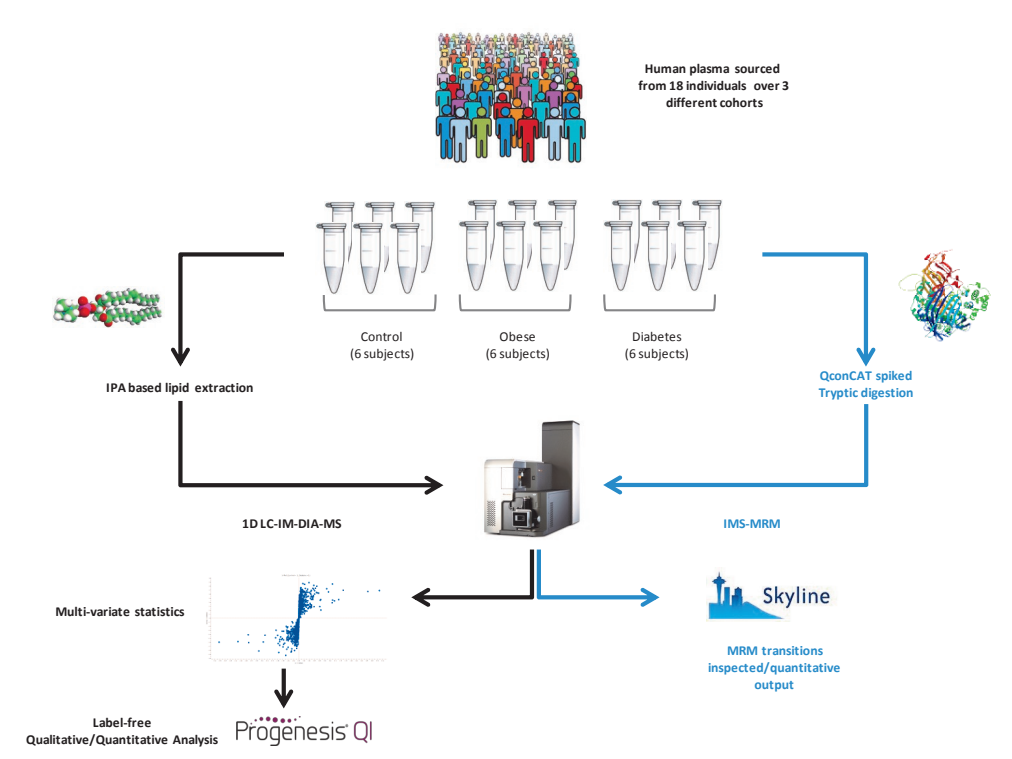 Human plasma sourced
from 18 individuals over 3
different cohorts
Control
(6 subjects)
Obese
(6 subjects)
Diabetes
(6 subjects)
IPA based lipid extraction
QconCAT spiked
Tryptic digestion
1D LC-IM-DIA-MS
IMS-MRM
Multi-variate statistics
Skyline
MRM transitions
inspected/quantitative
output
Label-free
Qualitative/Quantitative Analysis
Progenesis QI